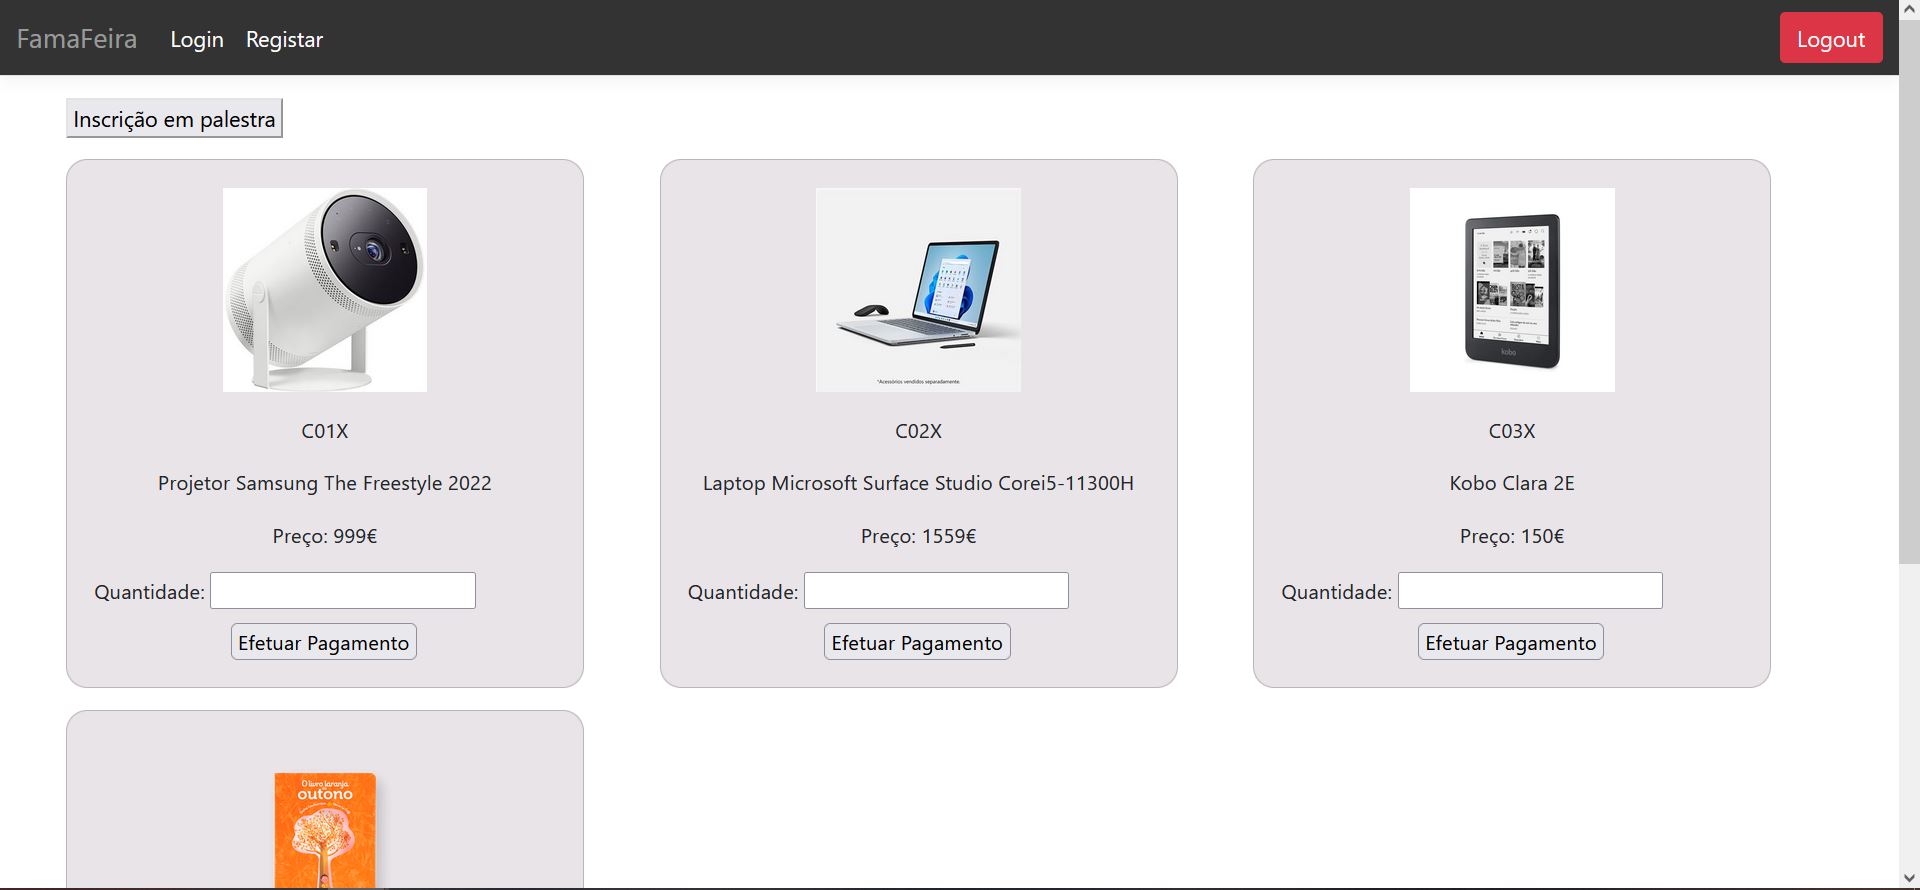 FamaFeira Login Registar Logout
Inscrição em palestra
*Acessórios vendidos separadamente.
kobo
C01X C02X C03X
Projetor Samsung The Freestyle 2022 Laptop Microsoft Surface Studio Corei5-11300H Kobo Clara 2E
Preço: 999€ Preço: 1559€ Preço: 150€
Quantidade: Quantidade: Quantidade:
Efetuar Pagamento Efetuar Pagamento Efetuar Pagamento
O livro laranja
outono